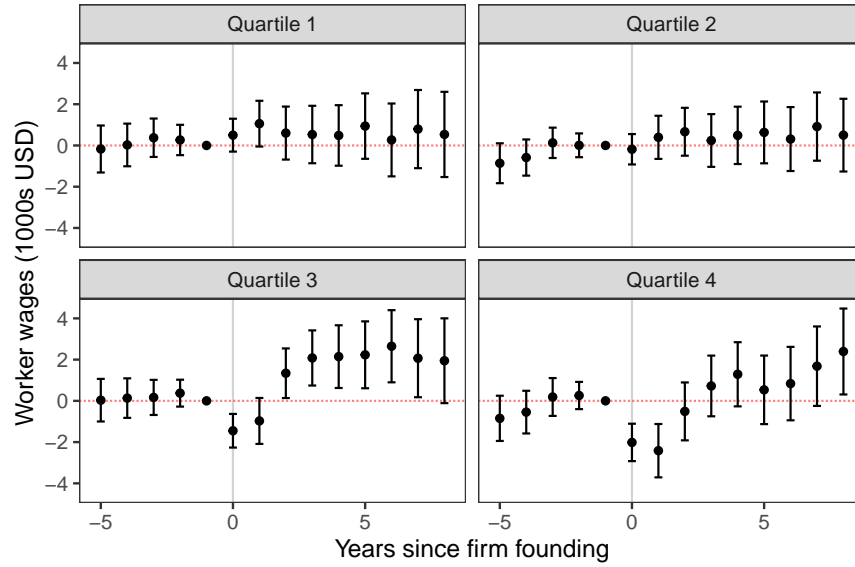 Quartile 1
Quartile 2
4
2
0
−2
−4
Quartile 3
Quartile 4
4
2
0
−2
−4
−5
0
5
−5
0
5
Worker wages (1000s USD)
Years since firm founding